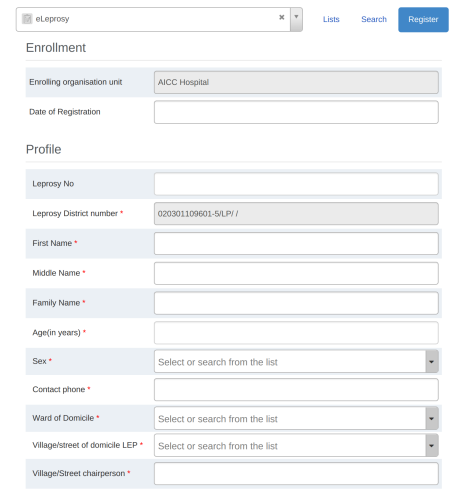 eLeprosy
Lists
Search
Register
Enrollment
Enrolling organisation unit
AICC Hospital
Date of Registration
Profile
Leprosy No
Leprosy District number *
020301109601-5/LP/ /
First Name *
Middle Name *
Family Name *
Age(in years) *
Sex *
Select or search from the list
Contact phone *
Ward of Domicile *
Select or search from the list
Village/street of domicile LEP *
Select or search from the list
Village/Street chairperson *